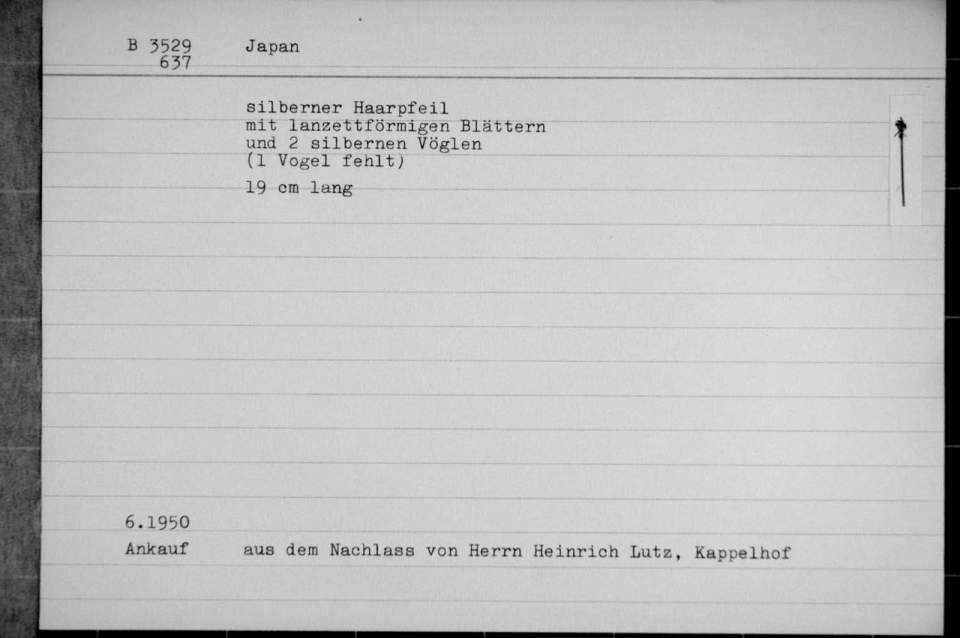 B 3529 Japan
637
silberner Haarpfeil
mit lanzettförmigen Blättern
und 2 silbernen Vöglen
(1 Vogel fehlt)
19 cm lang
6.1950
Ankauf aus dem Nachlass von Herrn Heinrich Lutz, Kappelhof